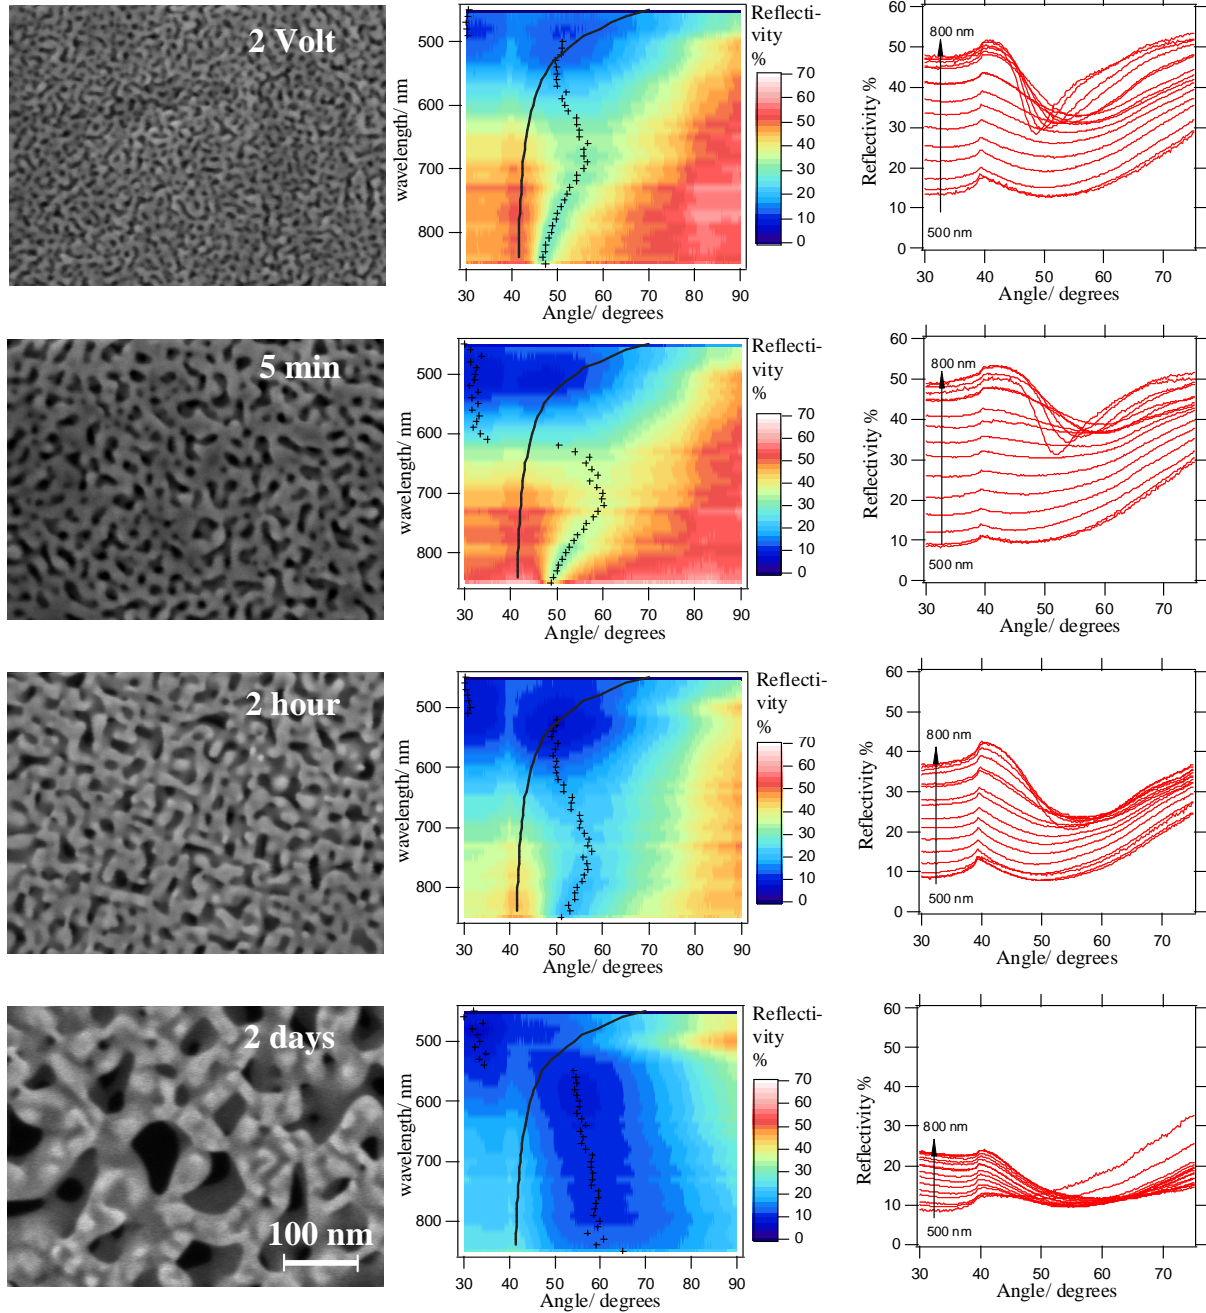 2 Volt
wavelength/ nm
500
600
700
800
30 40 50 60 70 80 90
Angle/ degrees
Reflecti-
vity
%
70
60
50
40
30
20
10
0
Reflectivity %
60
50
40
30
20
10
0
800 nm
500 nm
30 40 50 60 70
Angle/ degrees
5 min
wavelength/ nm
500
600
700
800
30 40 50 60 70 80 90
Angle/ degrees
Reflecti-
vity
%
70
60
50
40
30
20
10
0
Reflectivity %
60
50
40
30
20
10
0
800 nm
500 nm
30 40 50 60 70
Angle/ degrees
2 hour
wavelength/ nm
500
600
700
800
30 40 50 60 70 80 90
Angle/ degrees
Reflecti-
vity
%
70
60
50
40
30
20
10
0
Reflectivity %
60
50
40
30
20
10
0
800 nm
500 nm
30 40 50 60 70
Angle/ degrees
2 days
100 nm
wavelength/ nm
500
600
700
800
30 40 50 60 70 80 90
Angle/ degrees
Reflecti-
vity
%
70
60
50
40
30
20
10
0
Reflectivity %
60
50
40
30
20
10
0
800 nm
500 nm
30 40 50 60 70
Angle/ degrees